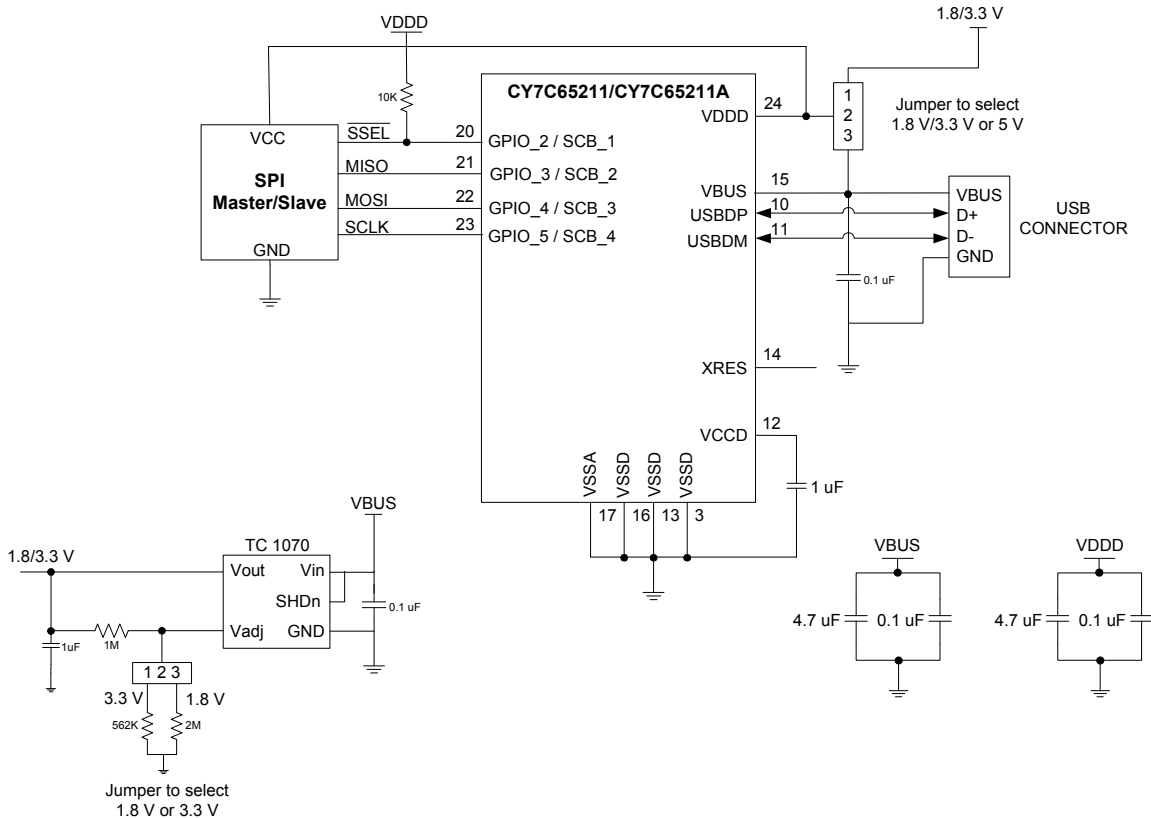 1.8/3.3 V
VDDD
CY7C65211/CY7C65211A
10K
24
VDDD
1
2
3
Jumper to select
1.8 V/3.3 V or 5 V
VCC
SPI
Master/Slave
GND
SSEL
20
GPIO_2 / SCB_1
MISO
21
GPIO_3 / SCB_2
MOSI
22
GPIO_4 / SCB_3
SCLK
23
GPIO_5 / SCB_4
VBUS
15
USBDP
10
USBDM
11
VBUS
D+
D-
GND
USB
CONNECTOR
0.1 uF
XRES
14
VCCD
12
1 uF
VSSA
VSSD
VSSD
VSSD
17
16
13
3
VBUS
1.8/3.3 V
TC 1070
Vout
Vin
SHDn
Vadj
GND
0.1 uF
1uF
1M
1 2 3
3.3 V
1.8 V
562K
2M
Jumper to select
1.8 V or 3.3 V
VBUS
4.7 uF
0.1 uF
VDDD
4.7 uF
0.1 uF